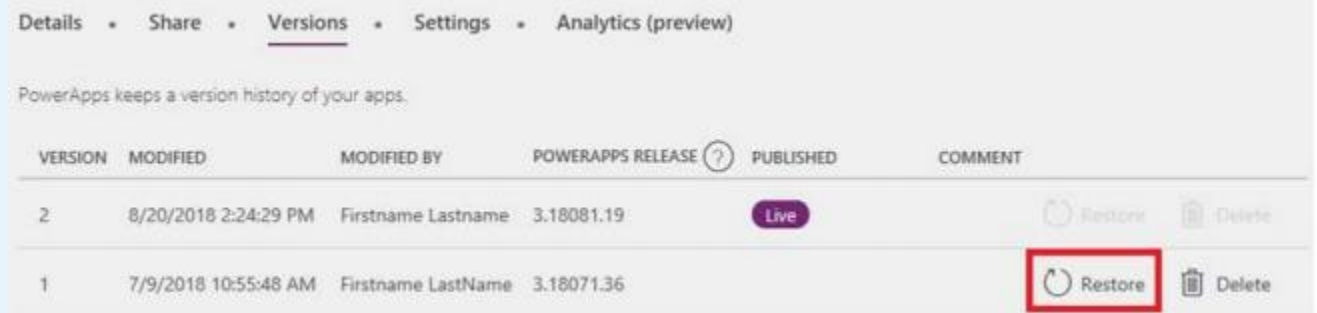 Details • Share • Versions • Settings • Analytics (preview)
PowerApps keeps a version history of your apps.
VERSION MODIFIED MODIFIED BY POWERAPPS RELEASE ? PUBLISHED COMMENT
2 8/20/2018 2:24:29 PM Firstname Lastname 3.18081.19 Live Restore Delete
1 7/9/2018 10:55:48 AM Firstname LastName 3.18071.36 Restore Delete